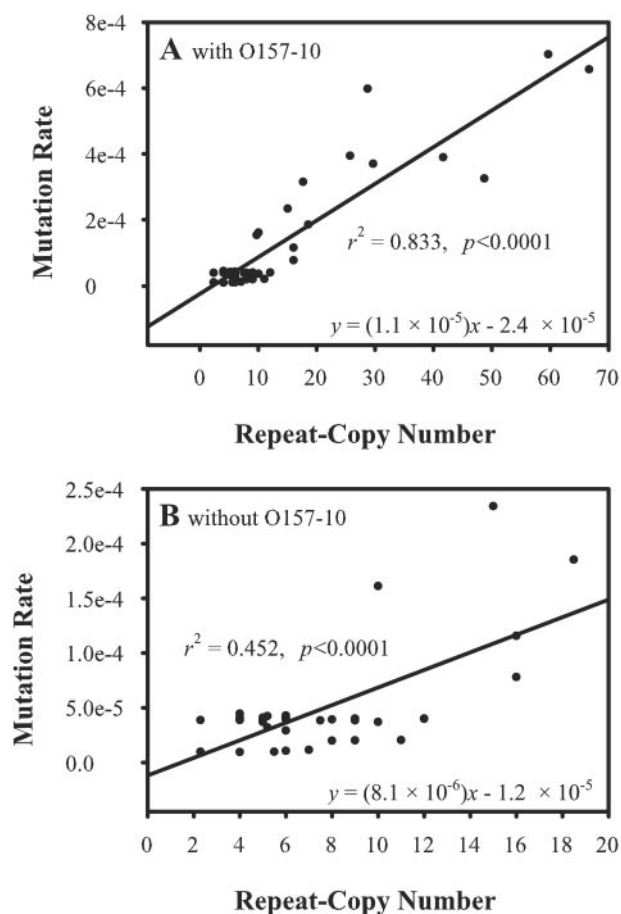 A with O157-10
8e-4
6e-4
4e-4
2e-4
0
Mutation Rate
r² = 0.833, p<0.0001
y = (1.1 × 10⁻⁵)x - 2.4 × 10⁻⁵
0 10 20 30 40 50 60 70
Repeat-Copy Number
B without O157-10
2.5e-4
2.0e-4
1.5e-4
1.0e-4
5.0e-5
0.0
Mutation Rate
r² = 0.452, p<0.0001
y = (8.1 × 10⁻⁶)x - 1.2 × 10⁻⁵
0 2 4 6 8 10 12 14 16 18 20
Repeat-Copy Number